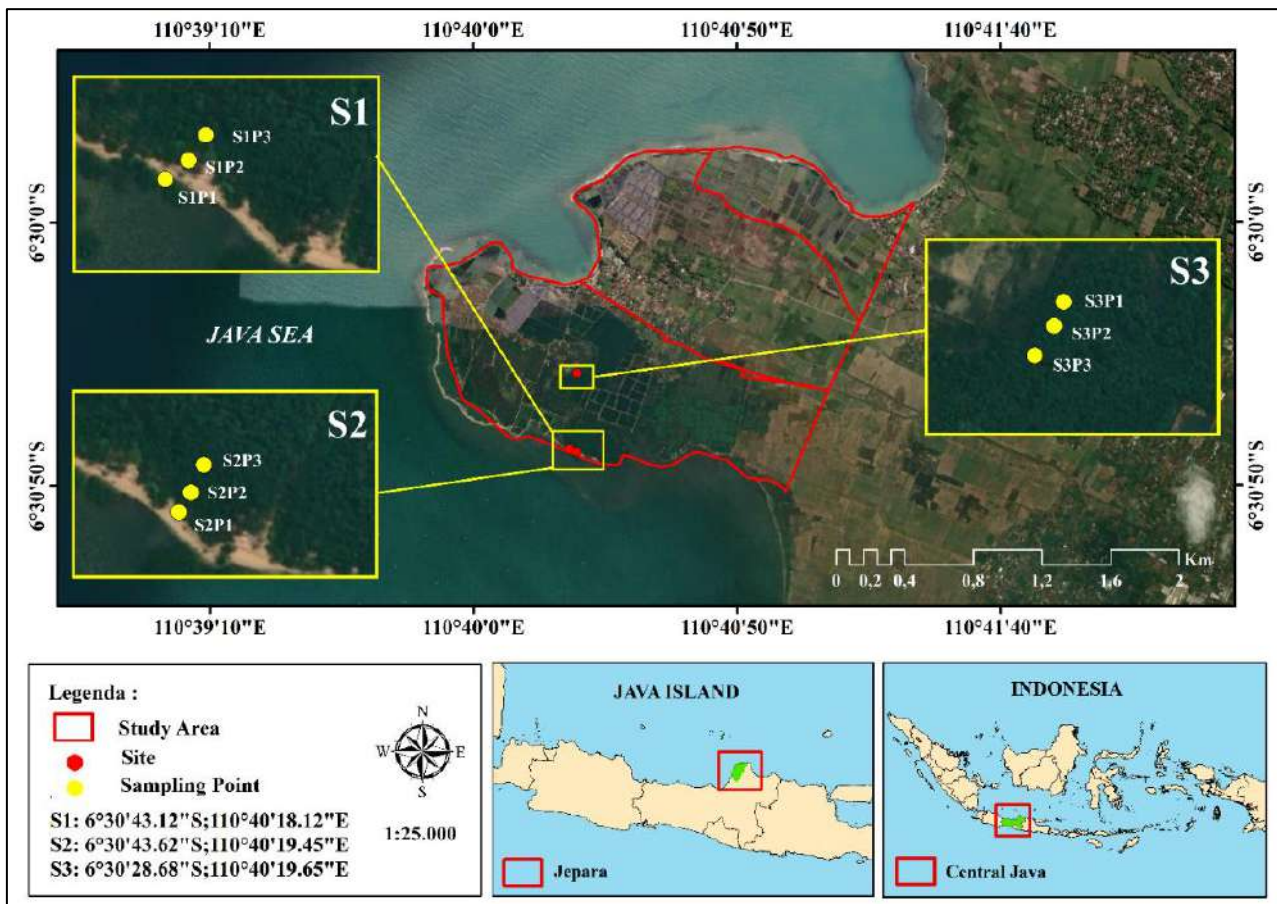 110°39'10"E 110°40'0"E 110°40'50"E 110°41'40"E
S1
S1P3
S1P2
S1P1
6°30'0"S
6°30'0"S
S3
S3P1
S3P2
S3P3
JAVA SEA
S2
S2P3
S2P2
S2P1
6°30'50"S
6°30'50"S
Km
0 0,2 0,4 0,8 1,2 1,6 2
110°39'10"E 110°40'0"E 110°40'50"E 110°41'40"E
Legenda :
Study Area
Site
Sampling Point
N
W E
S
S1: 6°30'43.12"S;110°40'18.12"E
S2: 6°30'43.62"S;110°40'19.45"E
S3: 6°30'28.68"S;110°40'19.65"E
1:25.000
JAVA ISLAND
Jepara
INDONESIA
Central Java